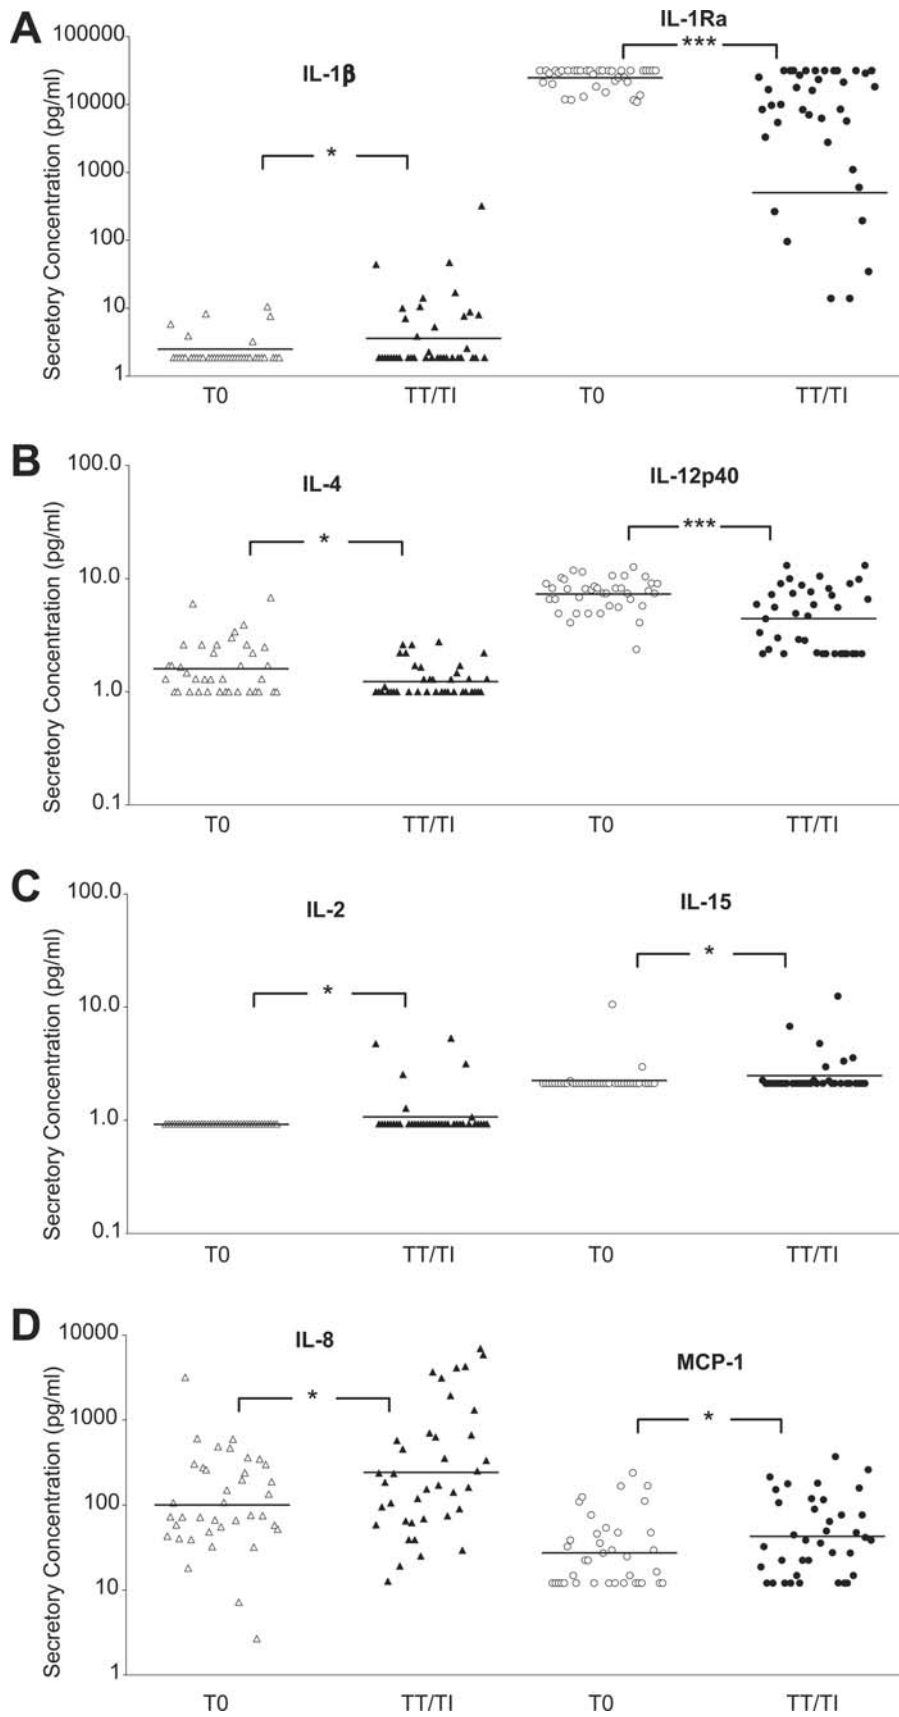 A
Secretory Concentration (pg/ml)
100000
10000
1000
100
10
1
IL-1β
*
IL-1Ra
***
T0 TT/TI T0 TT/TI
B
Secretory Concentration (pg/ml)
100.0
10.0
1.0
0.1
IL-4
*
IL-12p40
***
T0 TT/TI T0 TT/TI
C
Secretory Concentration (pg/ml)
100.0
10.0
1.0
0.1
IL-2
*
IL-15
*
T0 TT/TI T0 TT/TI
D
Secretory Concentration (pg/ml)
10000
1000
100
10
1
IL-8
*
MCP-1
*
T0 TT/TI T0 TT/TI